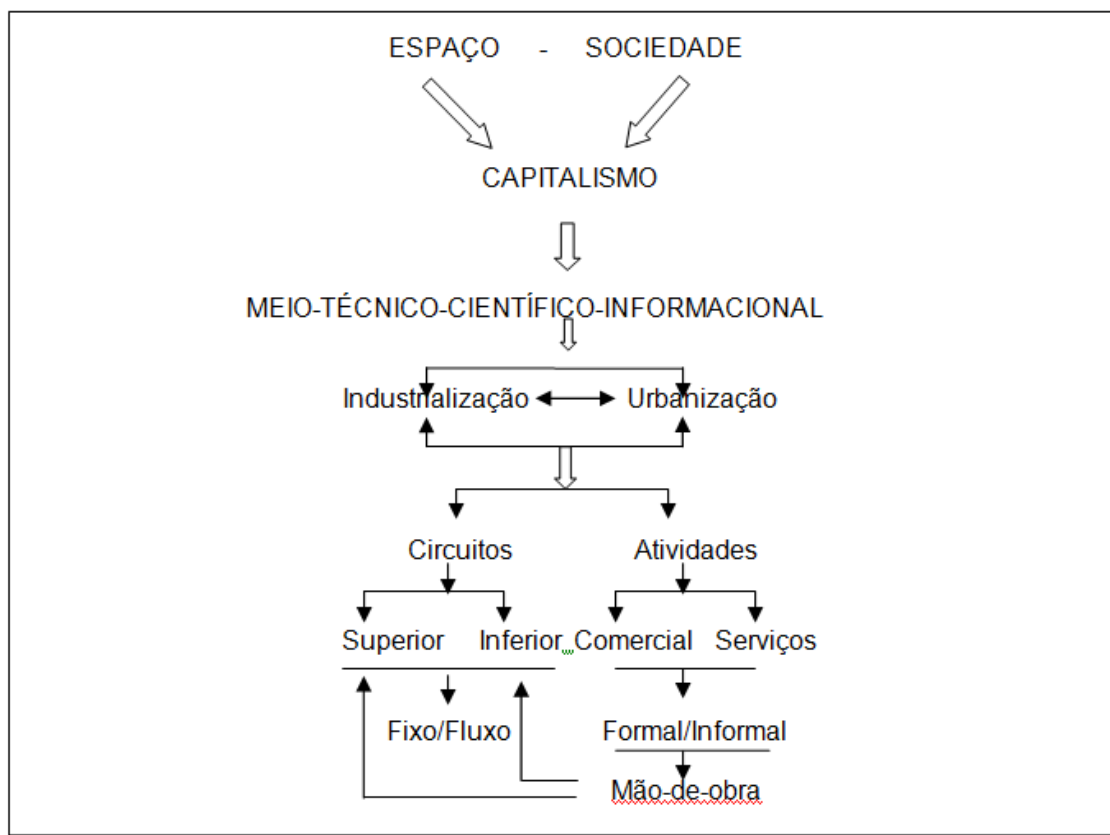 ESPAÇO - SOCIEDADE
CAPITALISMO
MEIO-TÉCNICO-CIENTÍFICO-INFORMACIONAL
Industrialização Urbanização
Circuitos Atividades
Superior Inferior Comercial Serviços
Fixo/Fluxo Formal/Informal
Mão-de-obra